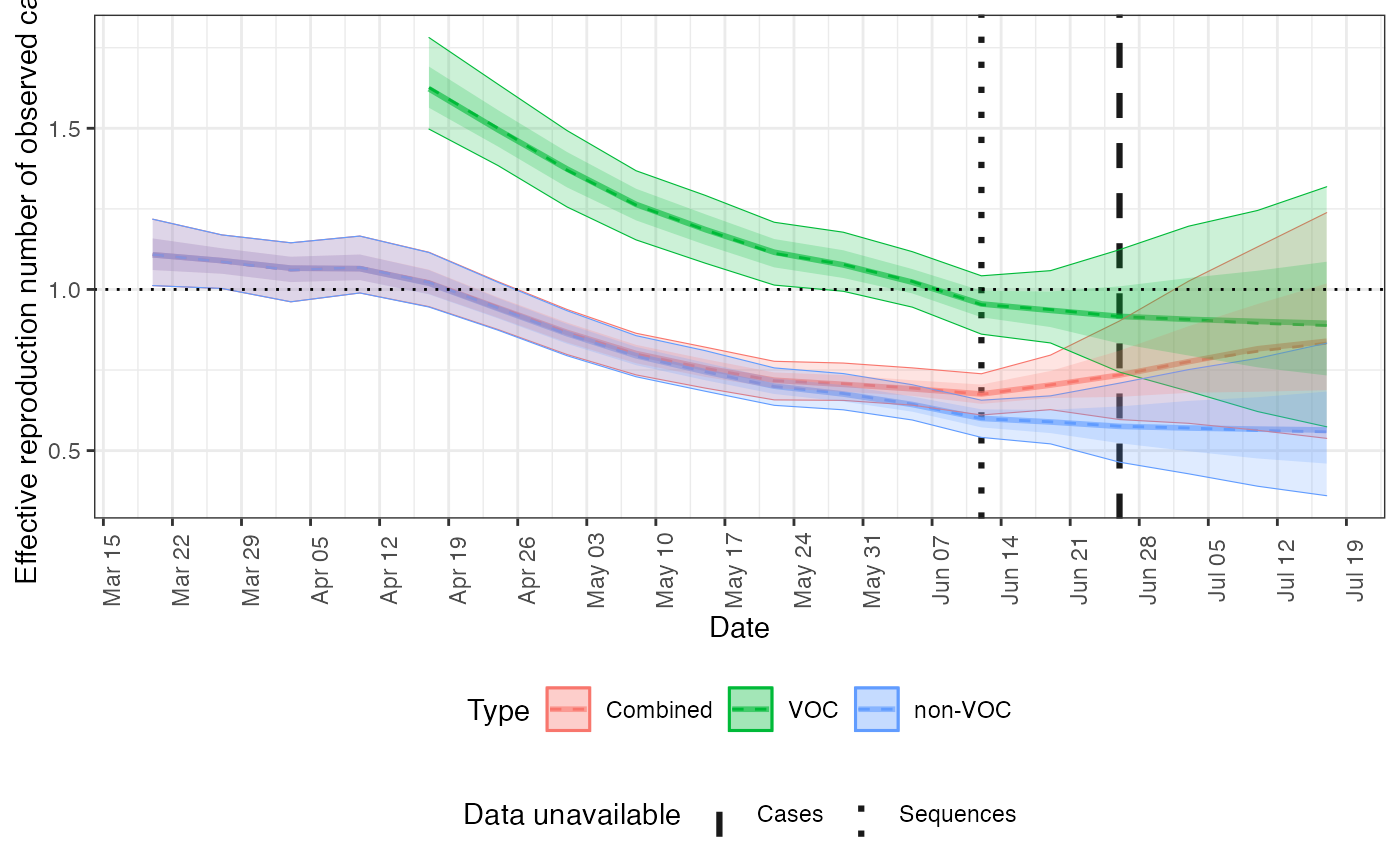 Effective reproduction number of observed
1.5
1.0
0.5
Mar 15
Mar 22
Mar 29
Apr 05
Apr 12
Apr 19
Apr 26
May 03
May 10
May 17
May 24
May 31
Jun 07
Jun 14
Jun 21
Jun 28
Jul 05
Jul 12
Jul 19
Date
Type Combined VOC non-VOC
Data unavailable Cases Sequences